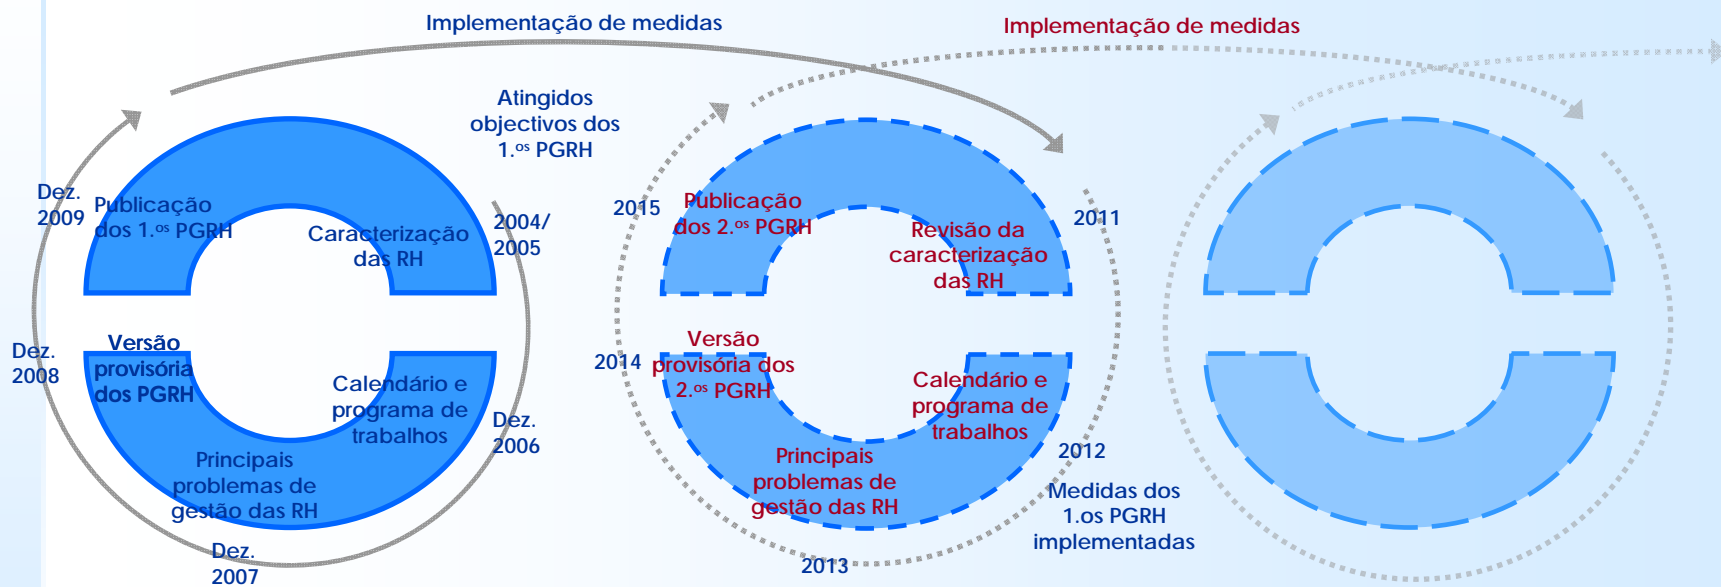 Implementação de medidas
Implementação de medidas
Atingidos
objectivos dos
1.os PGRH
Dez.
2009
Publicação
dos 1.os PGRH
Caracterização
das RH
2004/
2005
Versão
provisória
dos PGRH
Dez.
2008
Calendário e
programa de
trabalhos
Dez.
2006
Principais
problemas de
gestão das RH
Dez.
2007
2015
Publicação
dos 2.os PGRH
Revisão da
caracterização
das RH
2011
2014
Versão
provisória dos
2.os PGRH
Calendário e
programa de
trabalhos
2012
Principais
problemas de
gestão das RH
2013
Medidas dos
1.os PGRH
implementadas